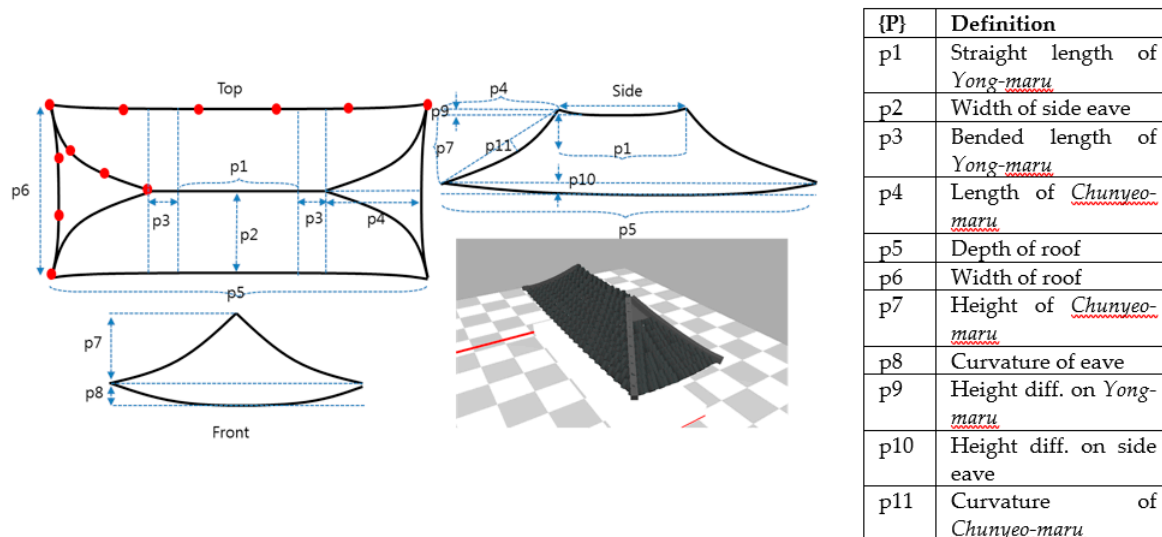 Top
p1
p3
p3
p4
p2
p6
p5
p4
Side
p9
p7
p11
p1
p10
p5
p7
p8
Front
{P} Definition
p1 Straight length of
Yong-maru
p2 Width of side eave
p3 Bended length of
Yong-maru
p4 Length of Chunyeo-
maru
p5 Depth of roof
p6 Width of roof
p7 Height of Chunyeo-
maru
p8 Curvature of eave
p9 Height diff. on Yong-
maru
p10 Height diff. on side
eave
p11 Curvature of
Chunyeo-maru